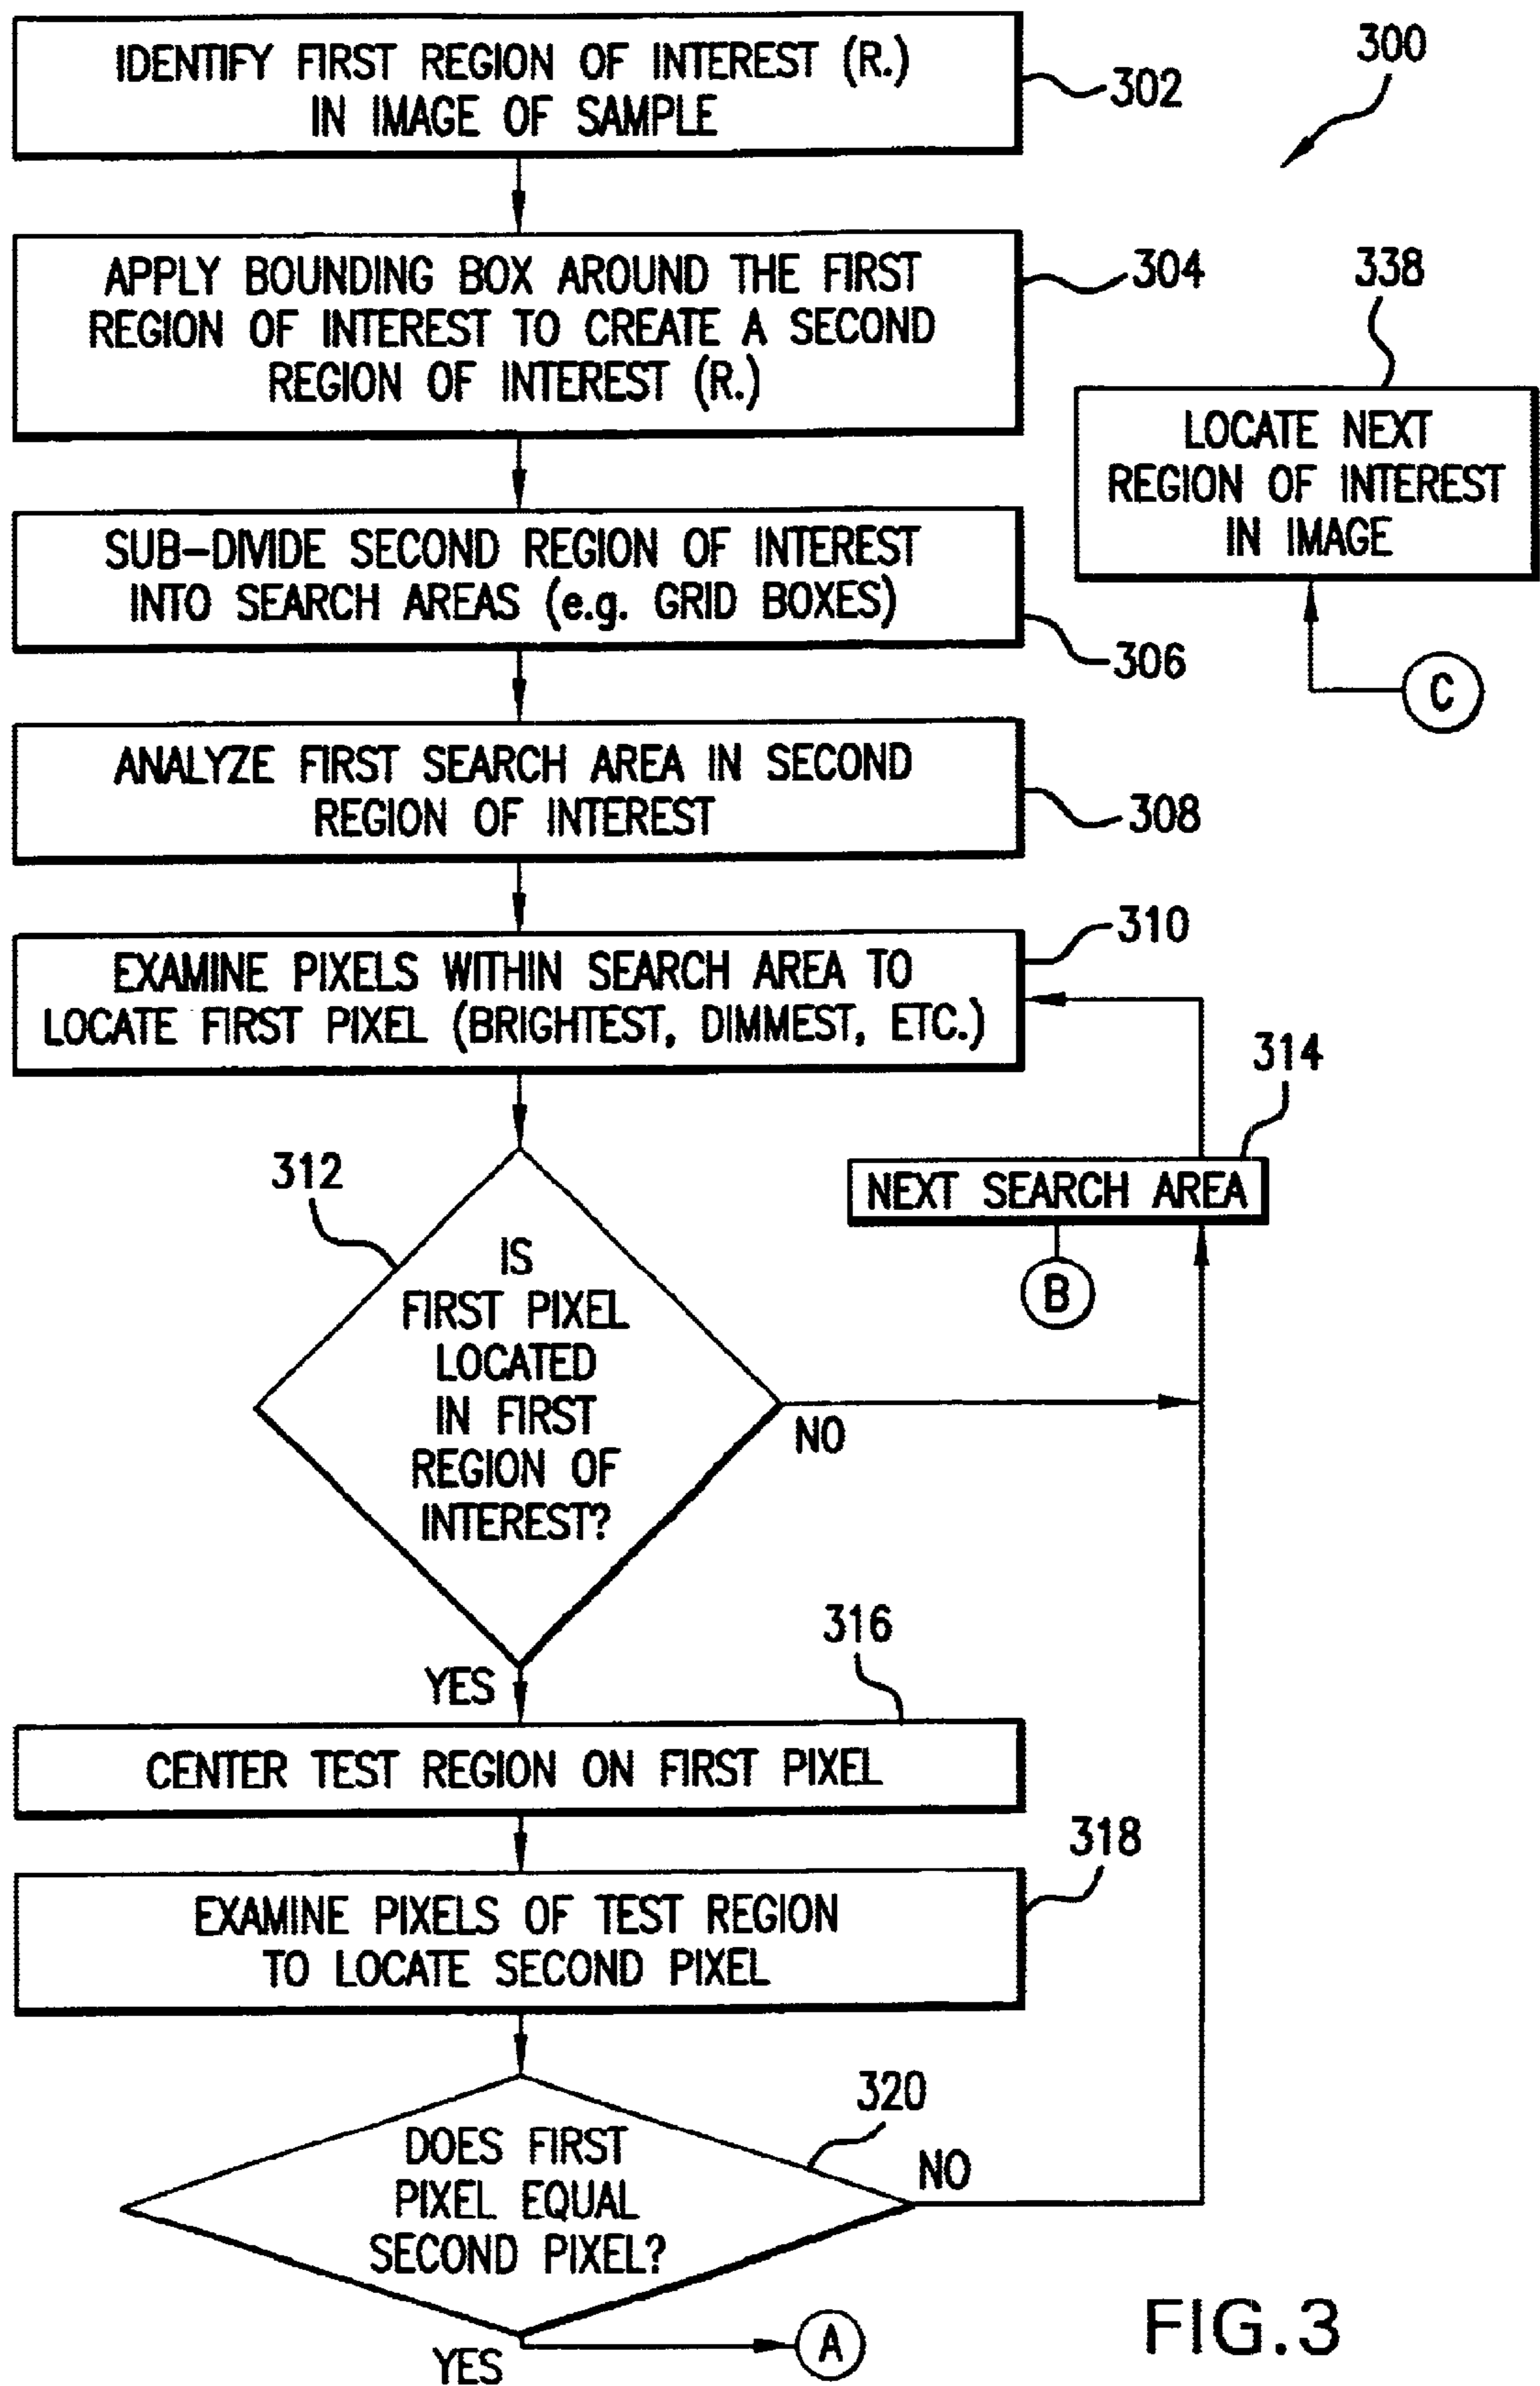 IDENTIFY FIRST REGION OF INTEREST (R.)
IN IMAGE OF SAMPLE
302
300
APPLY BOUNDING BOX AROUND THE FIRST
REGION OF INTEREST TO CREATE A SECOND
REGION OF INTEREST (R.)
304
338
LOCATE NEXT
REGION OF INTEREST
IN IMAGE
SUB-DIVIDE SECOND REGION OF INTEREST
INTO SEARCH AREAS (e.g. GRID BOXES)
306
C
ANALYZE FIRST SEARCH AREA IN SECOND
REGION OF INTEREST
308
310
EXAMINE PIXELS WITHIN SEARCH AREA TO
LOCATE FIRST PIXEL (BRIGHTEST, DIMMEST, ETC.)
314
NEXT SEARCH AREA
B
312
IS
FIRST PIXEL
LOCATED
IN FIRST
REGION OF
INTEREST?
NO
YES
316
CENTER TEST REGION ON FIRST PIXEL
318
EXAMINE PIXELS OF TEST REGION
TO LOCATE SECOND PIXEL
320
DOES FIRST
PIXEL EQUAL
SECOND PIXEL?
NO
YES
A
FIG.3